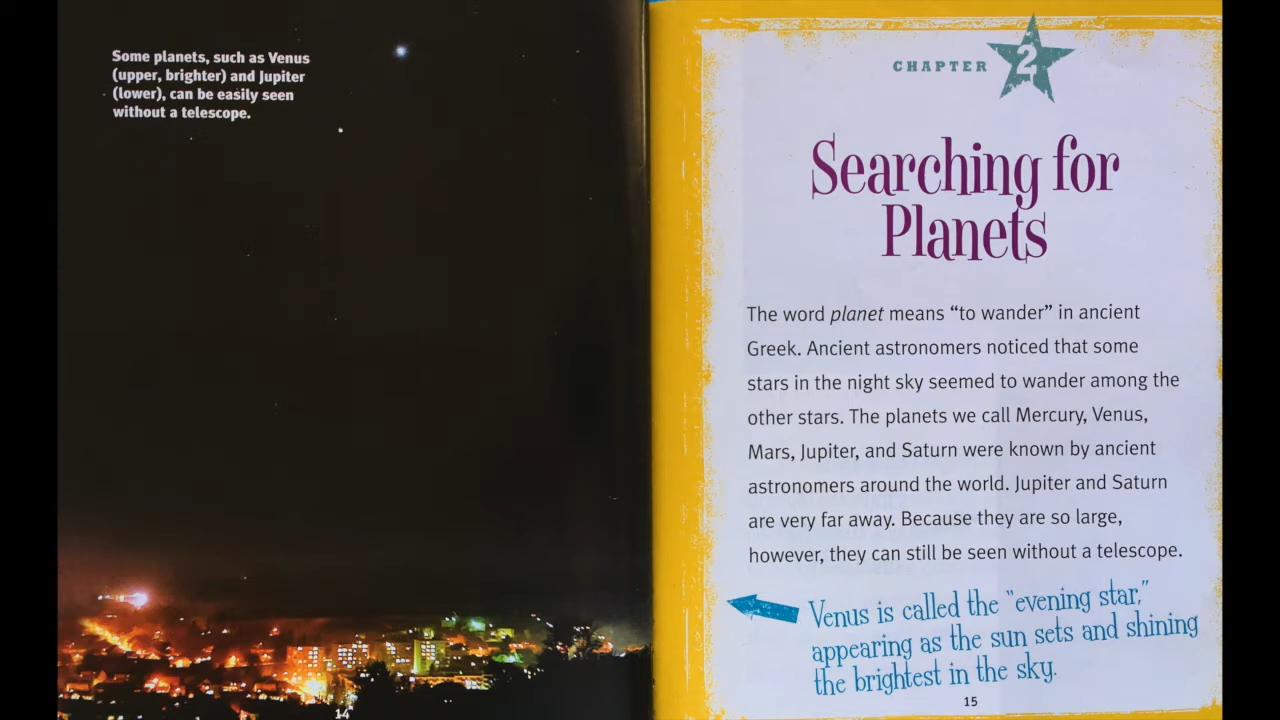 Some planets, such as Venus
(upper, brighter) and Jupiter
(lower), can be easily seen
without a telescope.
14
CHAPTER 2
Searching for
Planets
The word planet means “to wander” in ancient
Greek. Ancient astronomers noticed that some
stars in the night sky seemed to wander among the
other stars. The planets we call Mercury, Venus,
Mars, Jupiter, and Saturn were known by ancient
astronomers around the world. Jupiter and Saturn
are very far away. Because they are so large,
however, they can still be seen without a telescope.
Venus is called the “evening star,”
appearing as the sun sets and shining
the brightest in the sky.
15